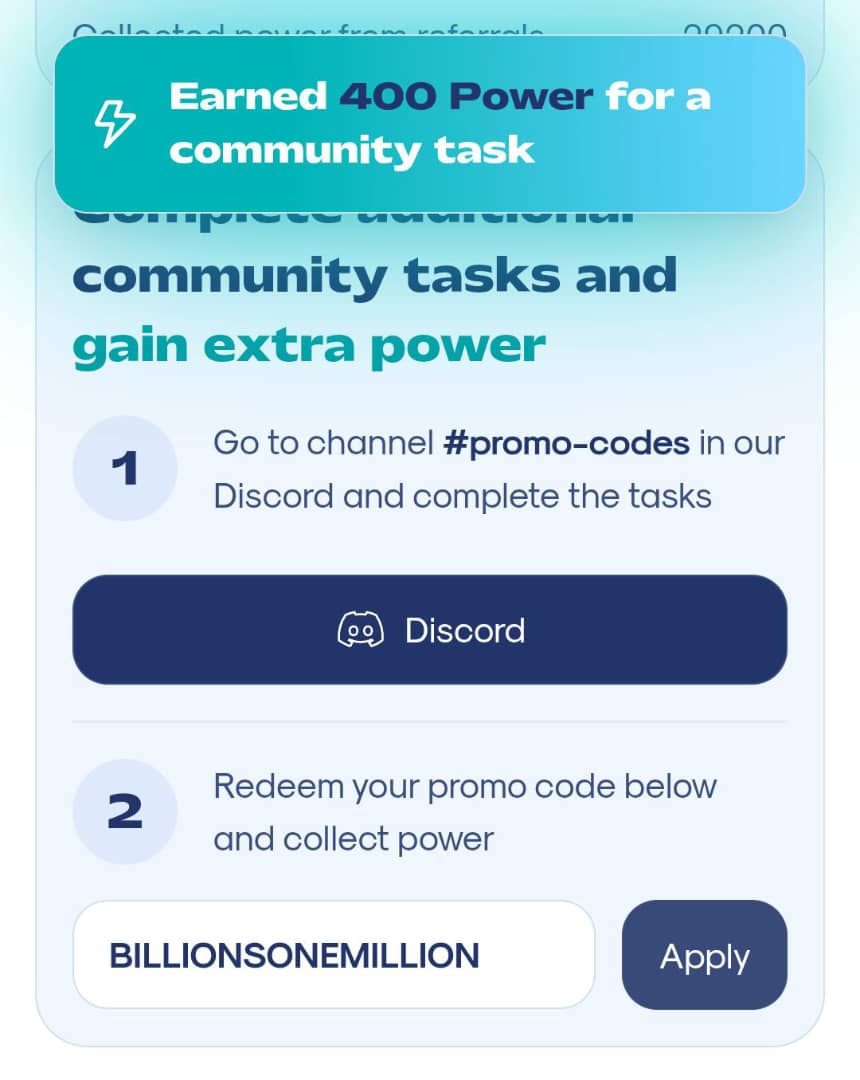 Collected power from referrals 29200
Earned 400 Power for a
community task
Complete additional
community tasks and
gain extra power
1
Go to channel #promo-codes in our
Discord and complete the tasks
Discord
2
Redeem your promo code below
and collect power
BILLIONSONEMILLION
Apply